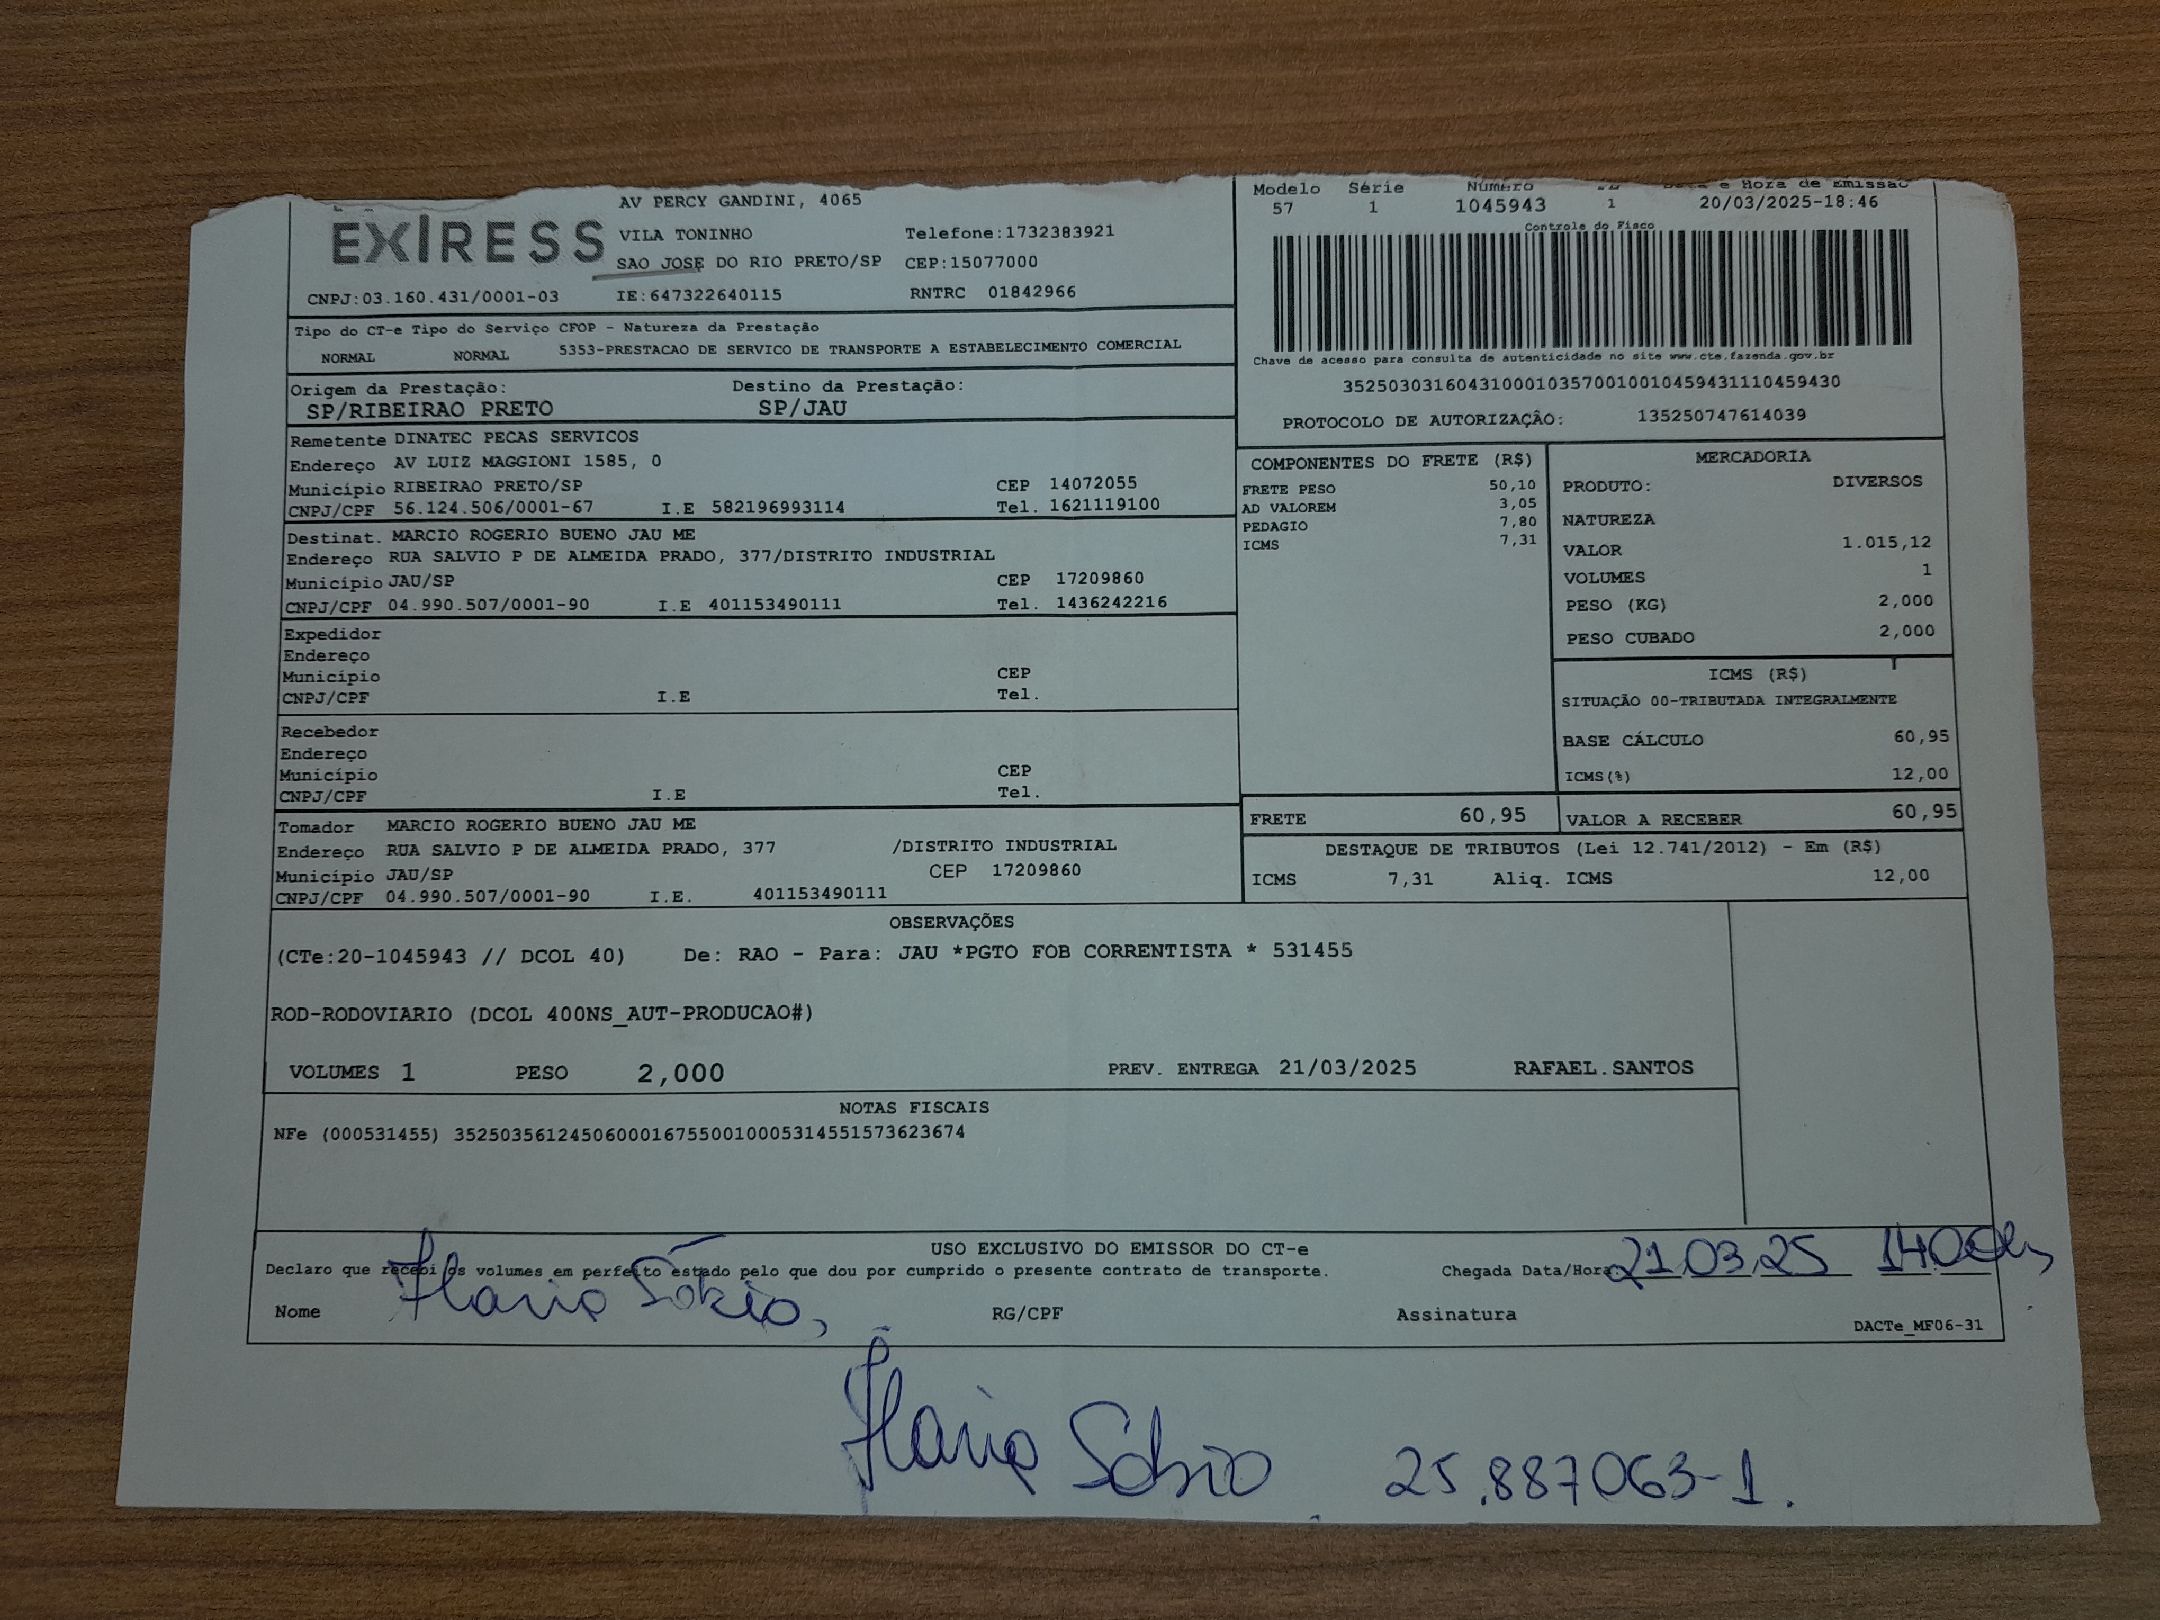 AV PERCY GANDINI, 4065
EXIRESS
VILA TONINHO Telefone:1732383921
SAO JOSE DO RIO PRETO/SP CEP:15077000
CNPJ:03.160.431/0001-03 IE:647322640115 RNTRC 01842966
Modelo Série Número e Hora de Emissão
57 1 1045943 1 20/03/2025-18:46
Controle do Fisco
Chave de acesso para consulta de autenticidade no site www.cte.fazenda.gov.br
35250303160431000103570010010459431110459430
PROTOCOLO DE AUTORIZAÇÃO: 135250747614039
Tipo do CT-e Tipo do Serviço CFOP - Natureza da Prestação
NORMAL NORMAL 5353-PRESTACAO DE SERVICO DE TRANSPORTE A ESTABELECIMENTO COMERCIAL
Origem da Prestação: Destino da Prestação:
SP/RIBEIRAO PRETO SP/JAU
Remetente DINATEC PECAS SERVICOS
Endereço AV LUIZ MAGGIONI 1585, 0
Município RIBEIRAO PRETO/SP CEP 14072055
CNPJ/CPF 56.124.506/0001-67 I.E 582196993114 Tel. 1621119100
Destinat. MARCIO ROGERIO BUENO JAU ME
Endereço RUA SALVIO P DE ALMEIDA PRADO, 377/DISTRITO INDUSTRIAL
Município JAU/SP CEP 17209860
CNPJ/CPF 04.990.507/0001-90 I.E 401153490111 Tel. 1436242216
Expedidor
Endereço
Município CEP
CNPJ/CPF I.E Tel.
Recebedor
Endereço
Município CEP
CNPJ/CPF I.E Tel.
Tomador MARCIO ROGERIO BUENO JAU ME
Endereço RUA SALVIO P DE ALMEIDA PRADO, 377 /DISTRITO INDUSTRIAL
Município JAU/SP CEP 17209860
CNPJ/CPF 04.990.507/0001-90 I.E. 401153490111
COMPONENTES DO FRETE (R$)
FRETE PESO 50,10
AD VALOREM 3,05
PEDAGIO 7,80
ICMS 7,31
MERCADORIA
PRODUTO: DIVERSOS
NATUREZA
VALOR 1.015,12
VOLUMES 1
PESO (KG) 2,000
PESO CUBADO 2,000
ICMS (R$)
SITUAÇÃO 00-TRIBUTADA INTEGRALMENTE
BASE CÁLCULO 60,95
ICMS(%) 12,00
FRETE 60,95 VALOR A RECEBER 60,95
DESTAQUE DE TRIBUTOS (Lei 12.741/2012) - Em (R$)
ICMS 7,31 Aliq. ICMS 12,00
OBSERVAÇÕES
(CTe:20-1045943 // DCOL 40) De: RAO - Para: JAU *PGTO FOB CORRENTISTA * 531455
ROD-RODOVIARIO (DCOL 400NS_AUT-PRODUCAO#)
VOLUMES 1 PESO 2,000 PREV. ENTREGA 21/03/2025 RAFAEL.SANTOS
NOTAS FISCAIS
NFe (000531455) 35250356124506000167550010005314551573623674
USO EXCLUSIVO DO EMISSOR DO CT-e
Declaro que recebi os volumes em perfeito estado pelo que dou por cumprido o presente contrato de transporte. Chegada Data/Hora: 21.03.25
Nome RG/CPF Assinatura
DACTe_MF06-31
25.887063-1.